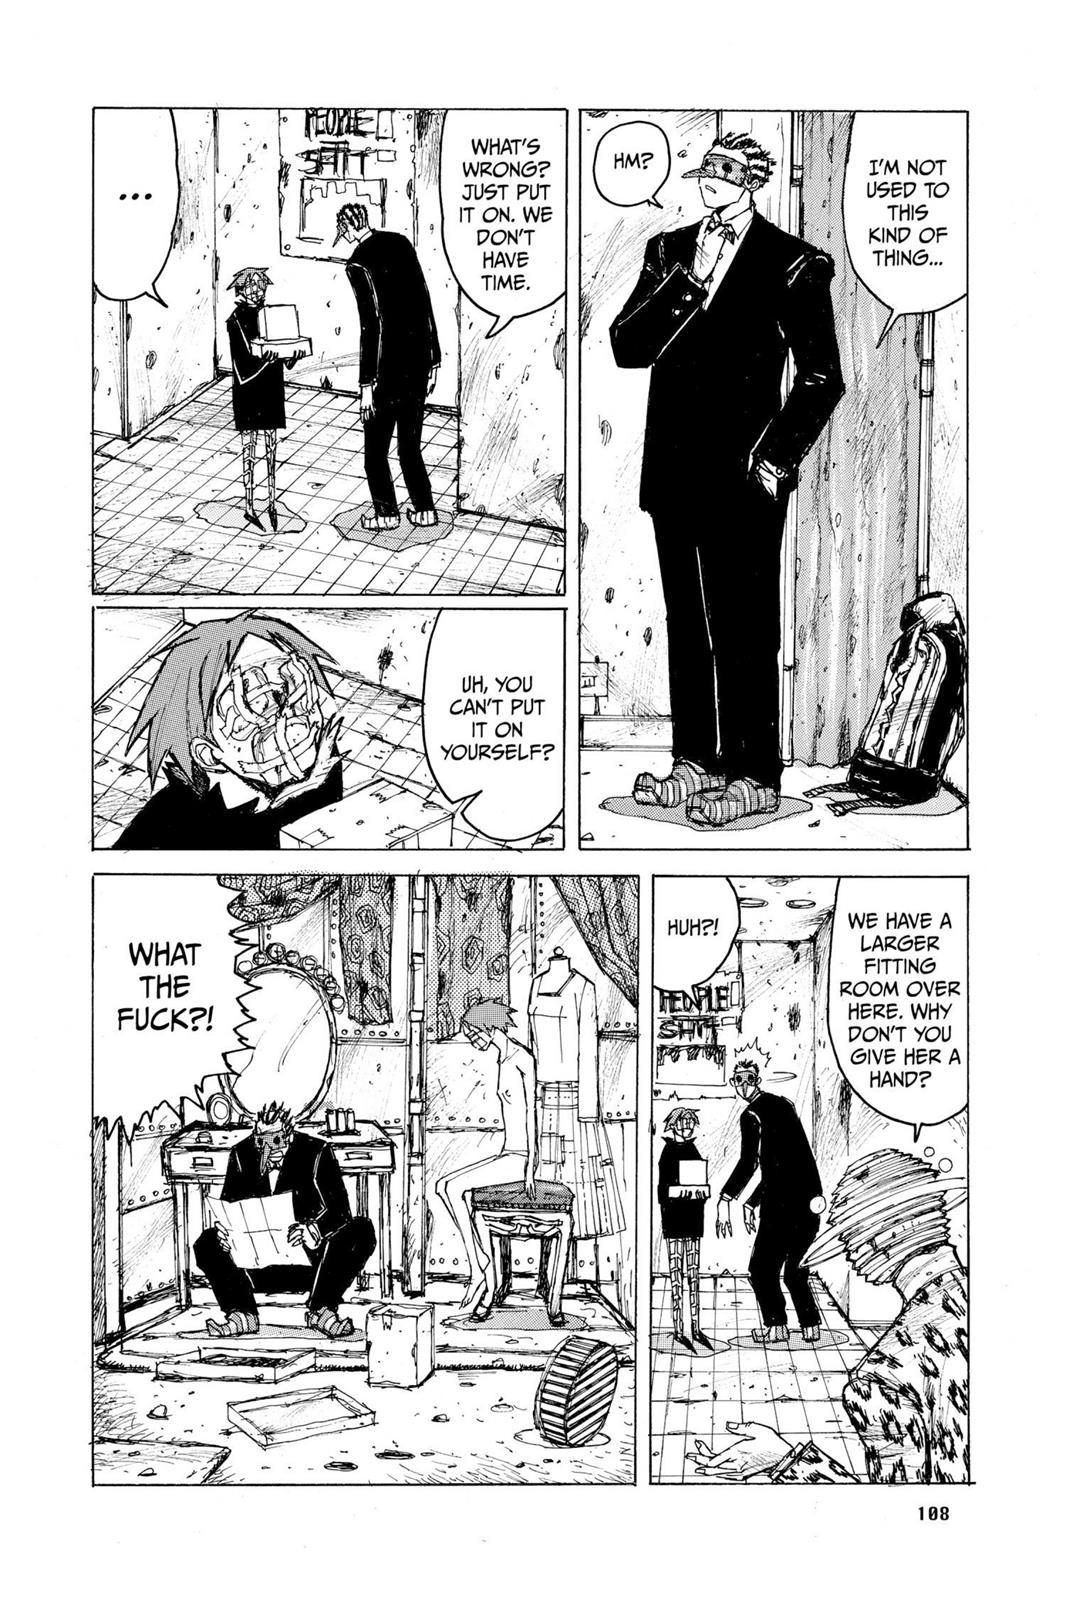 I'M NOT
USED TO
THIS
KIND OF
THING...
HM?
WHAT'S
WRONG?
JUST PUT
IT ON. WE
DON'T
HAVE
TIME.
...
PEOPLE
UH, YOU
CAN'T PUT
IT ON
YOURSELF?
WE HAVE A
LARGER
FITTING
ROOM OVER
HERE. WHY
DON'T YOU
GIVE HER A
HAND?
HUH?!
PEOPLE
WHAT
THE
FUCK?!
108